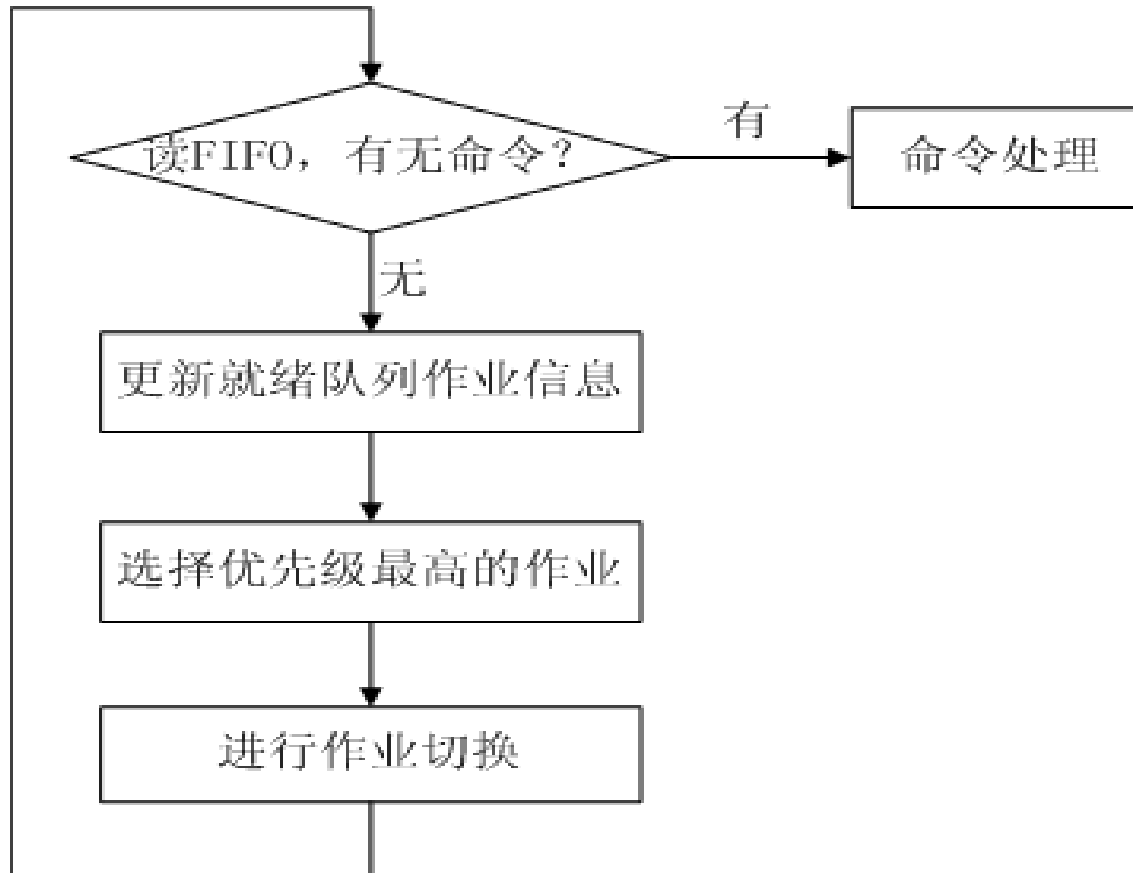 读FIFO，有无命令？
有
命令处理
无
更新就绪队列作业信息
选择优先级最高的作业
进行作业切换